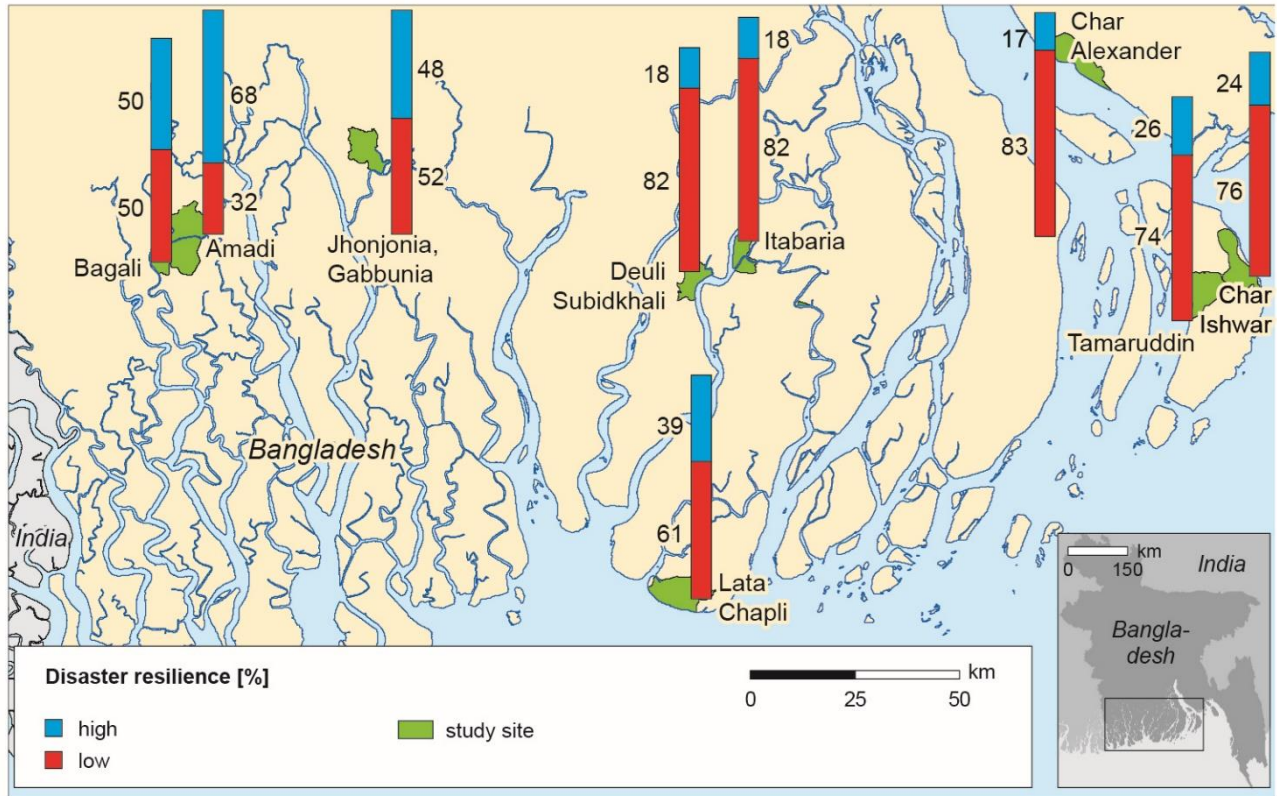 50
50
Bagali
68
32
Amadi
48
52
Jhonjonia,
Gabbunia
18
82
Deuli
Subidkhali
18
82
Itabaria
17
83
Char
Alexander
26
74
Tamaruddin
24
76
Char
Ishwar
39
61
Lata
Chapli
Bangladesh
India
Disaster resilience [%]
high
low
study site
km
0 25 50
km
0 150
India
Bangla-
desh